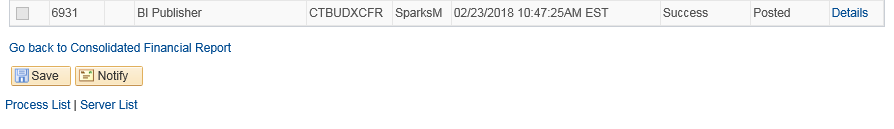 6931 BI Publisher CTBUDXCFR SparksM 02/23/2018 10:47:25AM EST Success Posted Details
Go back to Consolidated Financial Report
Save Notify
Process List | Server List